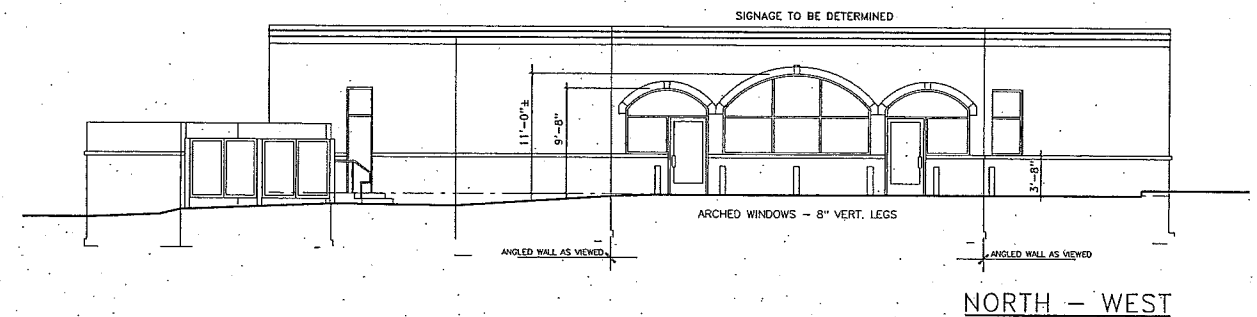 SIGNAGE TO BE DETERMINED
11'-0"±
9'-8"
3'-8"
ARCHED WINDOWS - 8" VERT. LEGS
ANGLED WALL AS VIEWED
ANGLED WALL AS VIEWED
NORTH - WEST